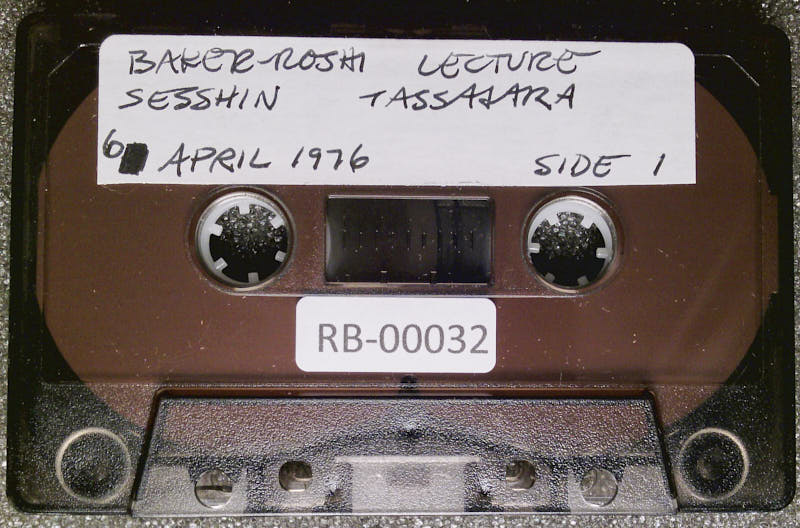 BAKER-ROSHI LECTURE
SESSHIN TASSAJARA
6 APRIL 1976 SIDE 1
RB-00032